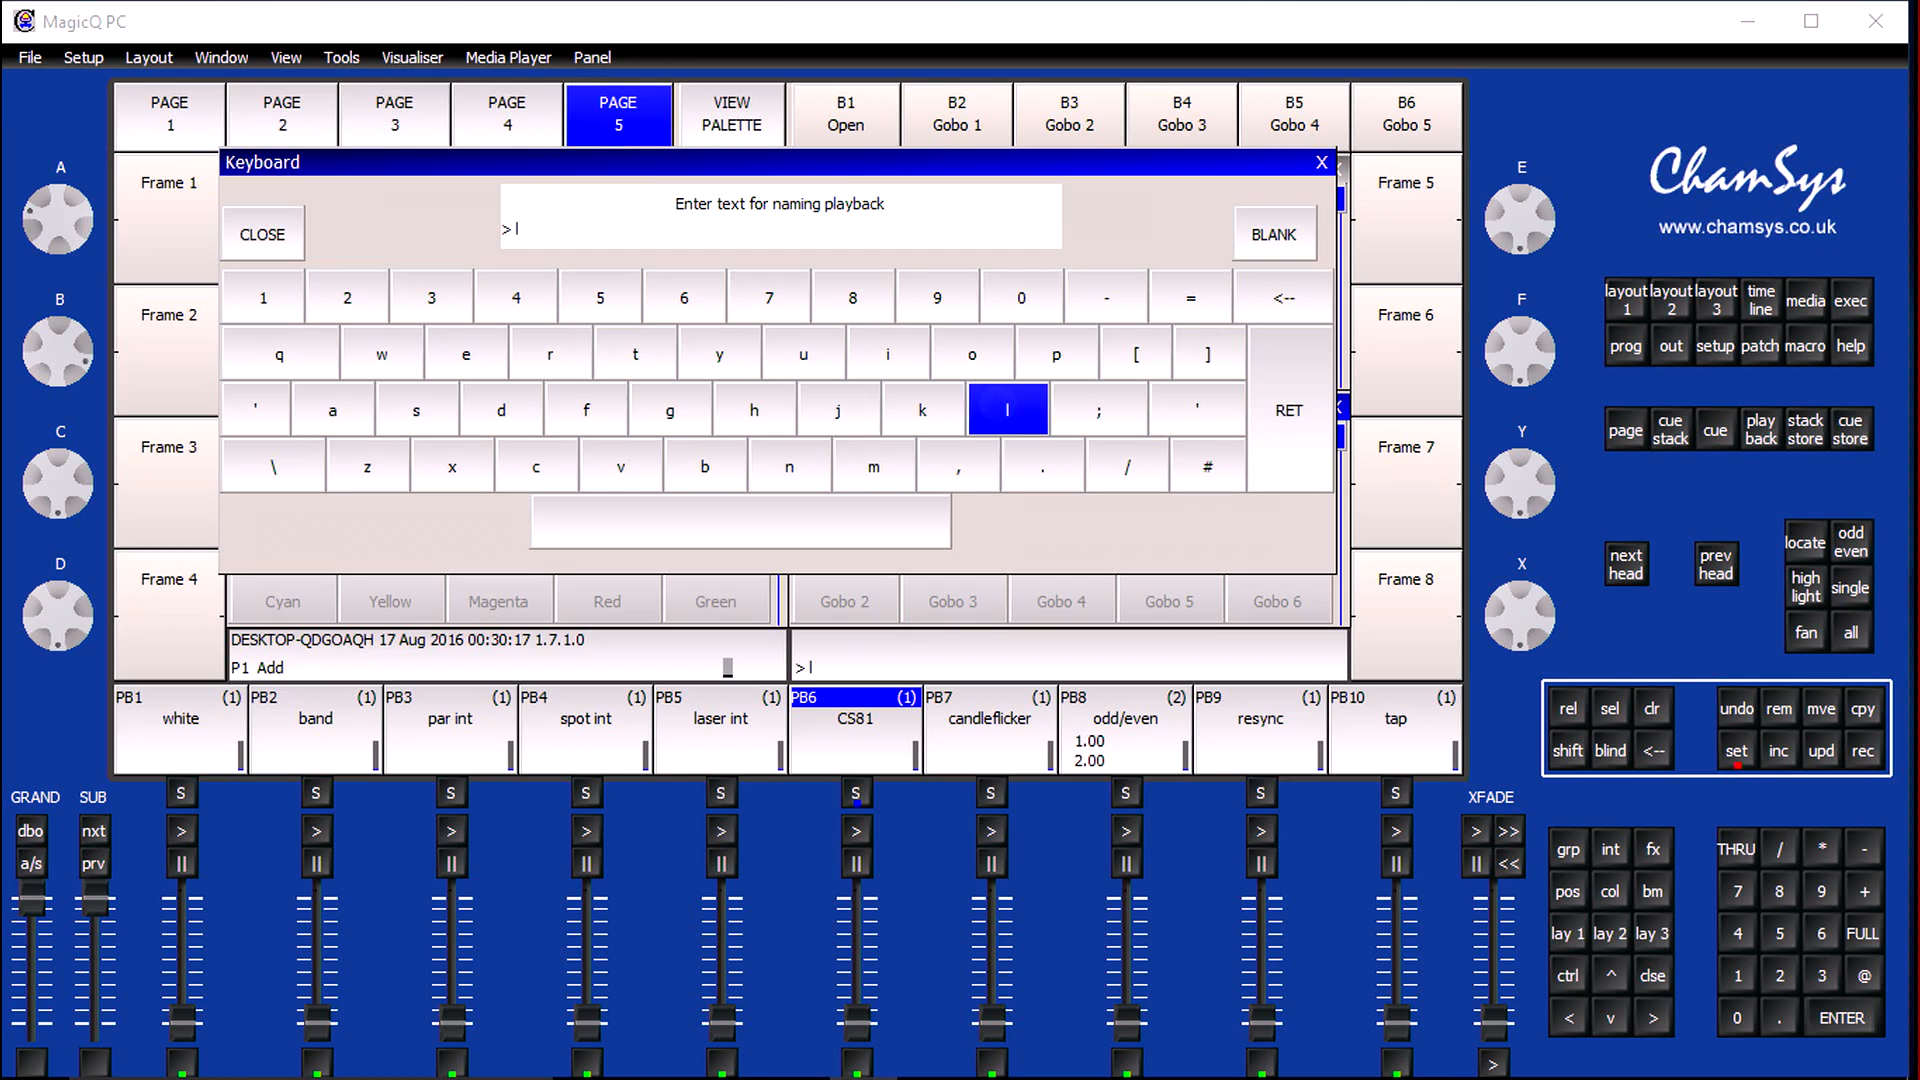 MagicQ PC
File Setup Layout Window View Tools Visualiser Media Player Panel
PAGE 1
PAGE 2
PAGE 3
PAGE 4
PAGE 5
VIEW PALETTE
B1 Open
B2 Gobo 1
B3 Gobo 2
B4 Gobo 3
B5 Gobo 4
B6 Gobo 5
A
B
C
D
Frame 1
Frame 2
Frame 3
Frame 4
Keyboard X
Enter text for naming playback
> l
CLOSE
BLANK
1 2 3 4 5 6 7 8 9 0 - = <--
q w e r t y u i o p [ ]
' a s d f g h j k l ; ' RET
\ z x c v b n m , . / #
Cyan Yellow Magenta Red Green
Gobo 2 Gobo 3 Gobo 4 Gobo 5 Gobo 6
DESKTOP-QDGOAQH 17 Aug 2016 00:30:17 1.7.1.0
P1 Add
> l
Frame 5
Frame 6
Frame 7
Frame 8
E
F
Y
X
ChamSys
www.chamsys.co.uk
layout 1 layout 2 layout 3 time line media exec
prog out setup patch macro help
page cue stack cue play back stack store cue store
next head
prev head
locate odd even
high light single
fan all
rel sel clr
shift blind <--
undo rem mve cpy
set inc upd rec
PB1 (1) white
PB2 (1) band
PB3 (1) par int
PB4 (1) spot int
PB5 (1) laser int
PB6 (1) CS81
PB7 (1) candleflicker
PB8 (2) odd/even
1.00
2.00
PB9 (1) resync
PB10 (1) tap
GRAND SUB
dbo nxt
a/s prv
S S S S S S S S S S
> > > > > > > > > >
XFADE
> >>
|| <<
>
grp int fx
pos col bm
lay 1 lay 2 lay 3
ctrl ^ clse
< v >
THRU / * -
7 8 9 +
4 5 6 FULL
1 2 3 @
0 . ENTER